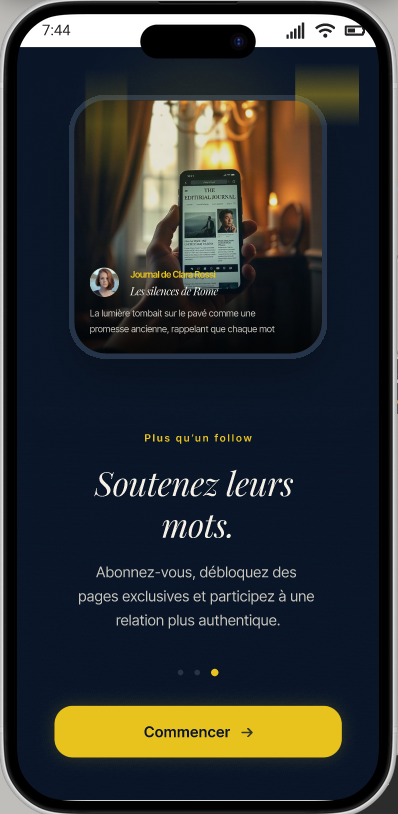 7:44
THE
EDITORIAL JOURNAL
Journal de Clara Rossi
Les silences de Rome
La lumière tombait sur le pavé comme une
promesse ancienne, rappelant que chaque mot
Plus qu'un follow
Soutenez leurs
mots.
Abonnez-vous, débloquez des
pages exclusives et participez à une
relation plus authentique.
Commencer →